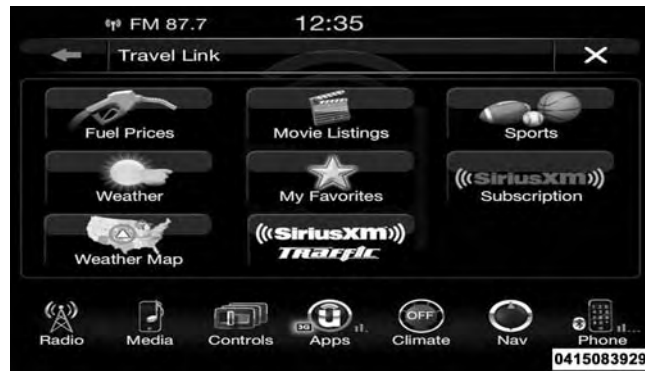 FM 87.7 12:35
Travel Link
Fuel Prices Movie Listings Sports
Weather My Favorites ((SiriusXM)) Subscription
Weather Map ((SiriusXM)) Traffic
3G OFF
Radio Media Controls Apps Climate Nav Phone
0415083929